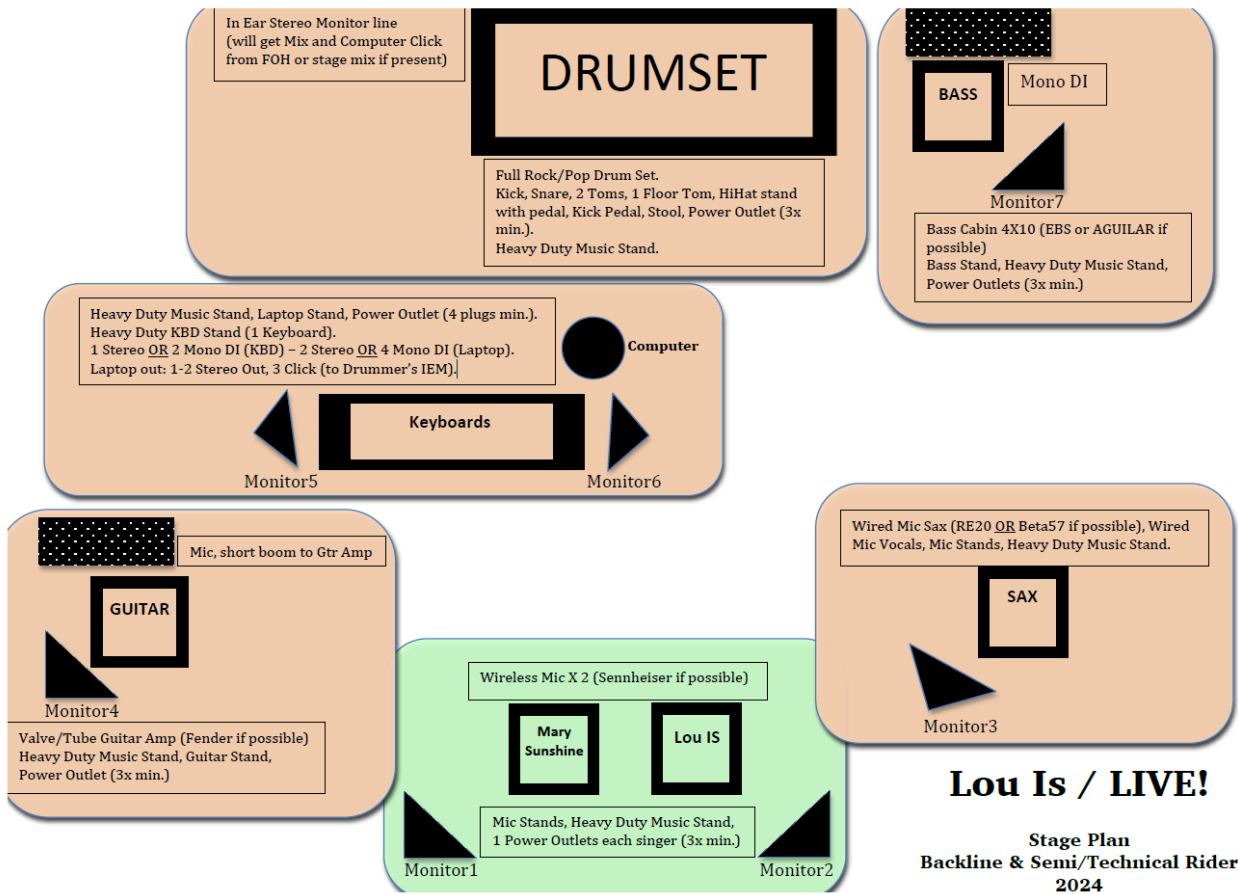 In Ear Stereo Monitor line
(will get Mix and Computer Click
from FOH or stage mix if present)
DRUMSET
Full Rock/Pop Drum Set.
Kick, Snare, 2 Toms, 1 Floor Tom, HiHat stand
with pedal, Kick Pedal, Stool, Power Outlet (3x
min.).
Heavy Duty Music Stand.
BASS
Mono DI
Monitor7
Bass Cabin 4X10 (EBS or AGUILAR if
possible)
Bass Stand, Heavy Duty Music Stand,
Power Outlets (3x min.)
Heavy Duty Music Stand, Laptop Stand, Power Outlet (4 plugs min.).
Heavy Duty KBD Stand (1 Keyboard).
1 Stereo OR 2 Mono DI (KBD) – 2 Stereo OR 4 Mono DI (Laptop).
Laptop out: 1-2 Stereo Out, 3 Click (to Drummer's IEM).
Computer
Keyboards
Monitor5
Monitor6
Mic, short boom to Gtr Amp
GUITAR
Monitor4
Valve/Tube Guitar Amp (Fender if possible)
Heavy Duty Music Stand, Guitar Stand,
Power Outlet (3x min.)
Wired Mic Sax (RE20 OR Beta57 if possible), Wired
Mic Vocals, Mic Stands, Heavy Duty Music Stand.
SAX
Monitor3
Wireless Mic X 2 (Sennheiser if possible)
Mary
Sunshine
Lou IS
Mic Stands, Heavy Duty Music Stand,
1 Power Outlets each singer (3x min.)
Monitor1
Monitor2
Lou Is / LIVE!
Stage Plan
Backline & Semi/Technical Rider
2024